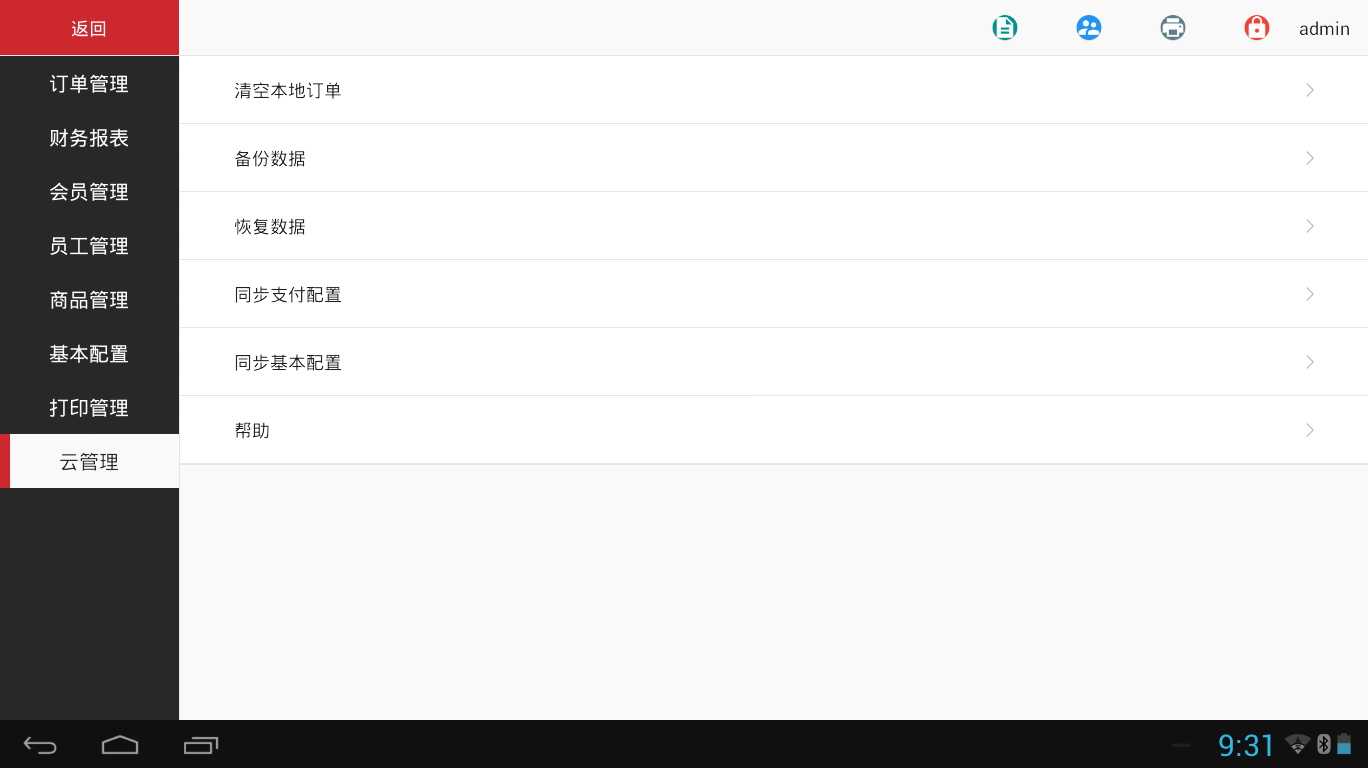 返回
admin
订单管理
财务报表
会员管理
员工管理
商品管理
基本配置
打印管理
云管理
清空本地订单
备份数据
恢复数据
同步支付配置
同步基本配置
帮助
9:31